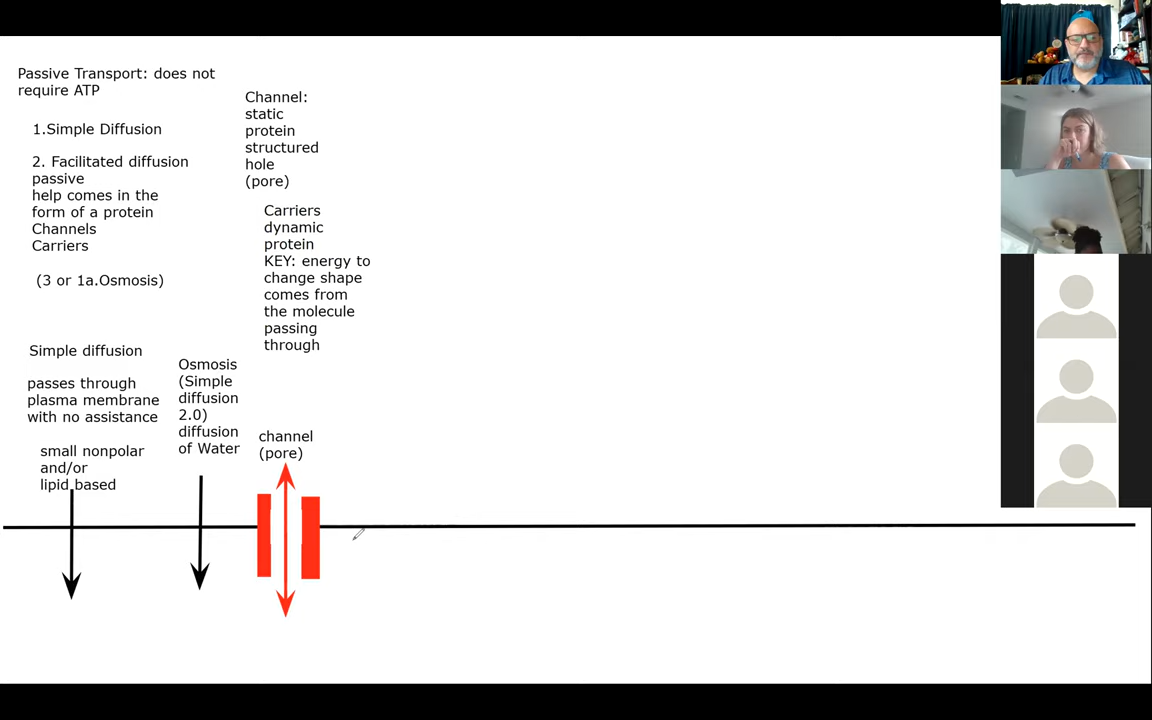 Passive Transport: does not
require ATP
1.Simple Diffusion
2. Facilitated diffusion
passive
help comes in the
form of a protein
Channels
Carriers
(3 or 1a.Osmosis)
Channel:
static
protein
structured
hole
(pore)
Carriers
dynamic
protein
KEY: energy to
change shape
comes from
the molecule
passing
through
Simple diffusion
passes through
plasma membrane
with no assistance
small nonpolar
and/or
lipid based
Osmosis
(Simple
diffusion
2.0)
diffusion
of Water
channel
(pore)